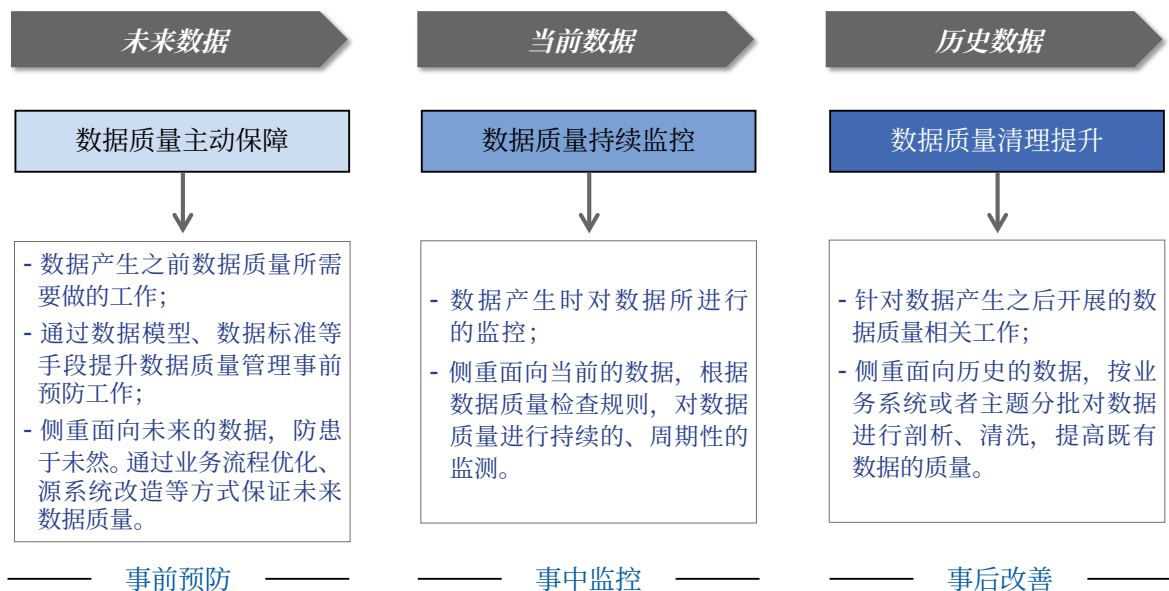 未来数据
当前数据
历史数据
数据质量主动保障
数据质量持续监控
数据质量清理提升
- 数据产生之前数据质量所需
要做的工作；
- 通过数据模型、数据标准等
手段提升数据质量管理事前
预防工作；
- 侧重面向未来的数据，防患
于未然。通过业务流程优化、
源系统改造等方式保证未来
数据质量。
- 数据产生时对数据所进行
的监控；
- 侧重面向当前的数据，根据
数据质量检查规则，对数据
质量进行持续的、周期性的
监测。
- 针对数据产生之后开展的数
据质量相关工作；
- 侧重面向历史的数据，按业
务系统或者主题分批对数据
进行剖析、清洗，提高既有
数据的质量。
事前预防
事中监控
事后改善